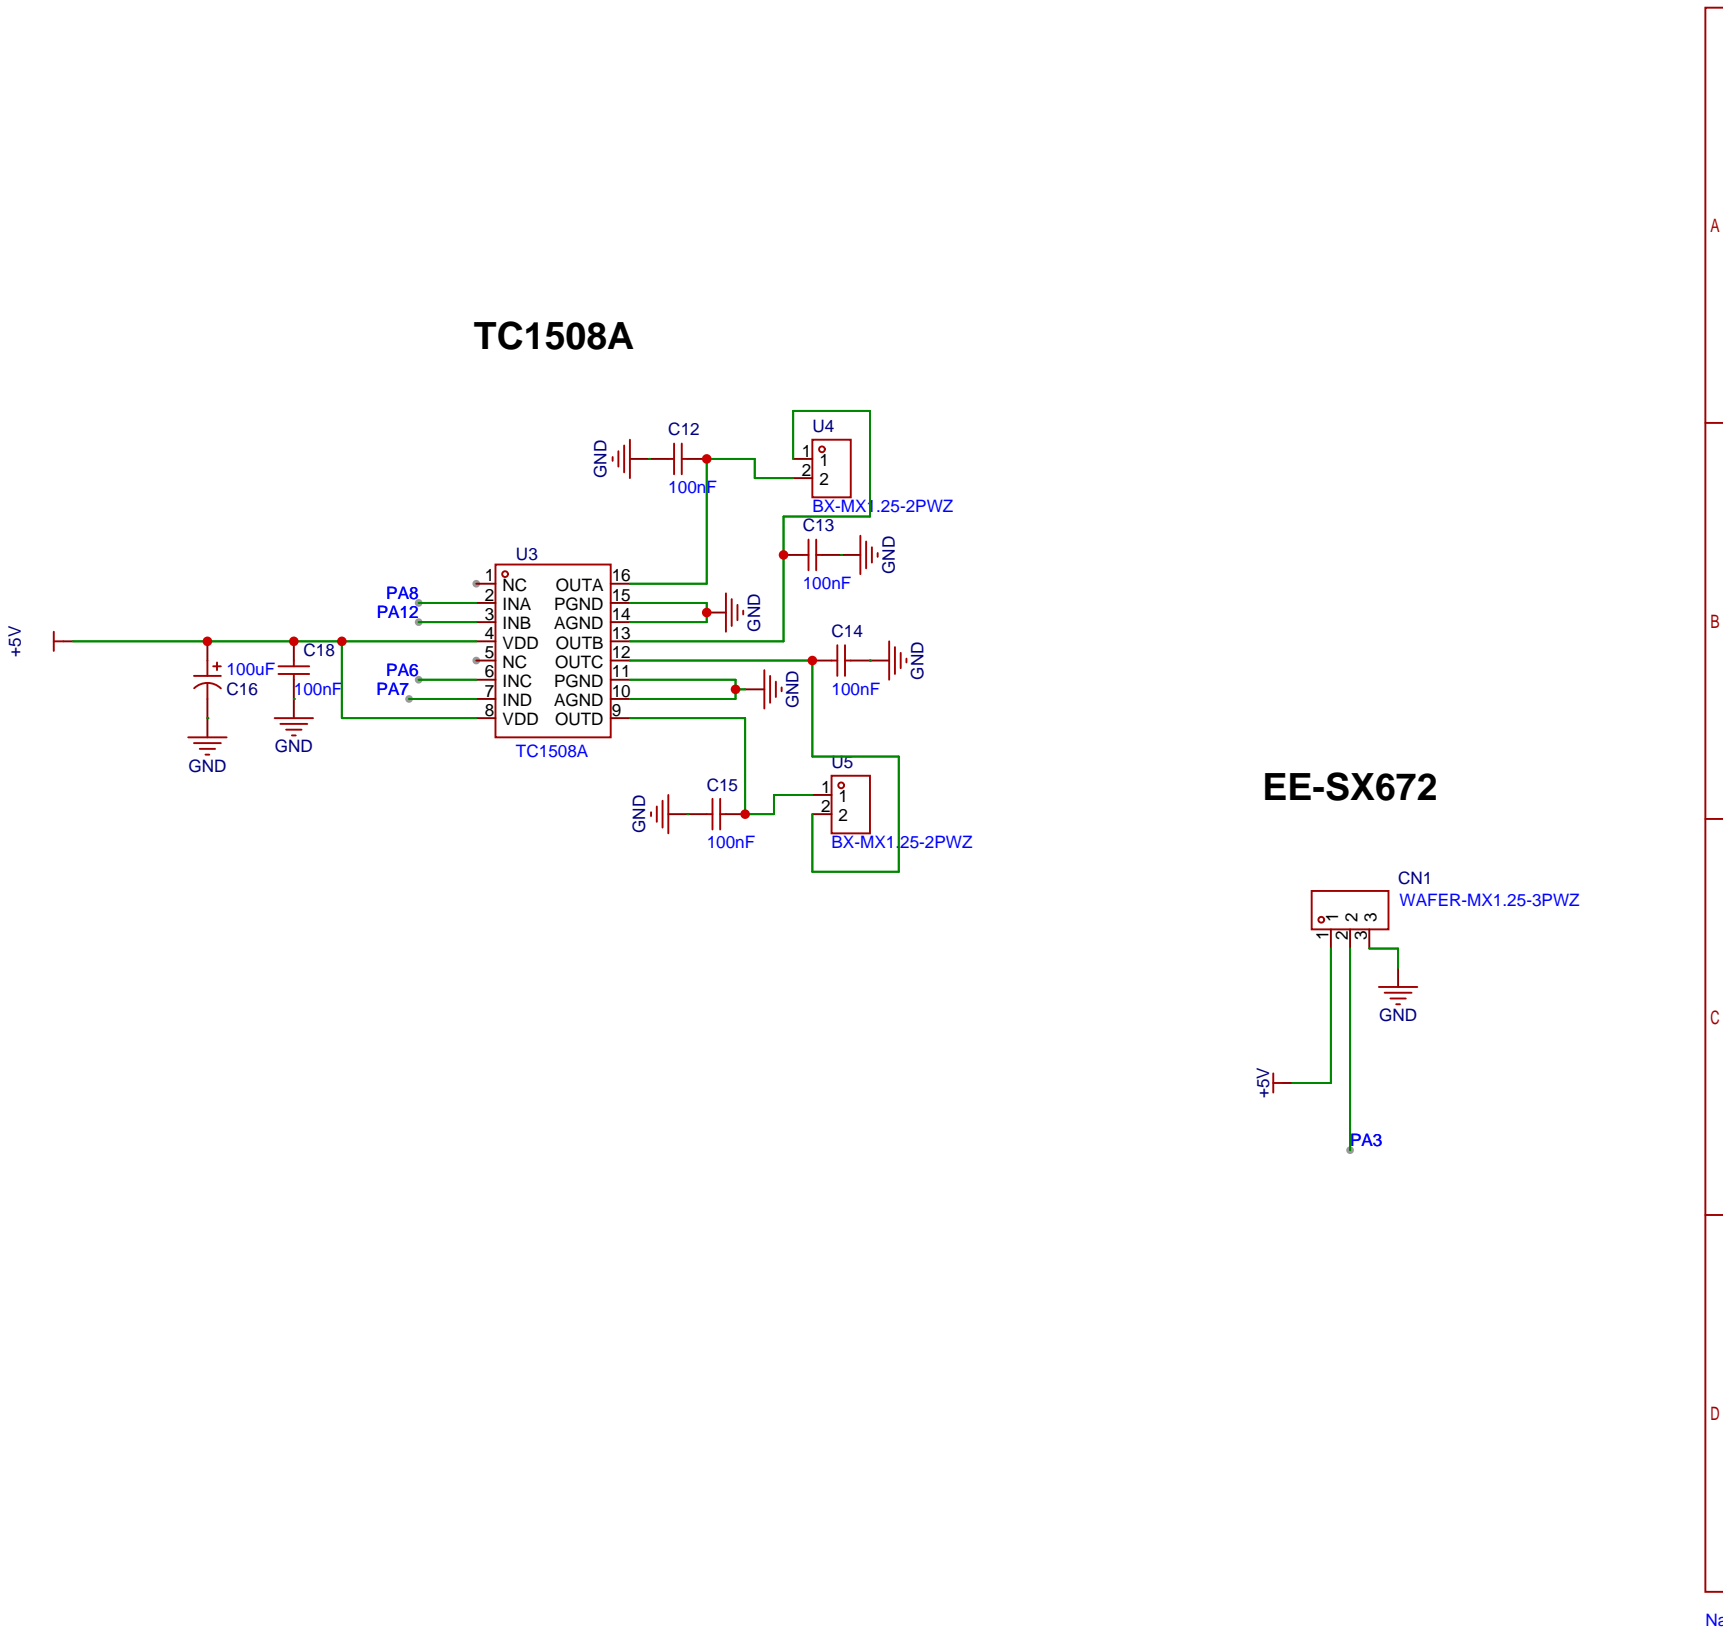 A
TC1508A
C12
U4
GND
1
1
2
2
100nF
BX-MX1.25-2PWZ
C13
GND
U3
100nF
PA8
1
NC
OUTA
16
PA12
2
INA
PGND
15
GND
3
INB
AGND
14
B
+5V
4
VDD
OUTB
13
C14
C18
5
NC
OUTC
12
GND
100uF
PA6
6
INC
PGND
11
C16
100nF
PA7
7
IND
AGND
10
GND
100nF
8
VDD
OUTD
9
GND
GND
TC1508A
U5
C15
1
1
GND
2
2
100nF
BX-MX1.25-2PWZ
EE-SX672
CN1
WAFER-MX1.25-3PWZ
1
2
3
1
2
3
GND
C
+5V
PA3
D